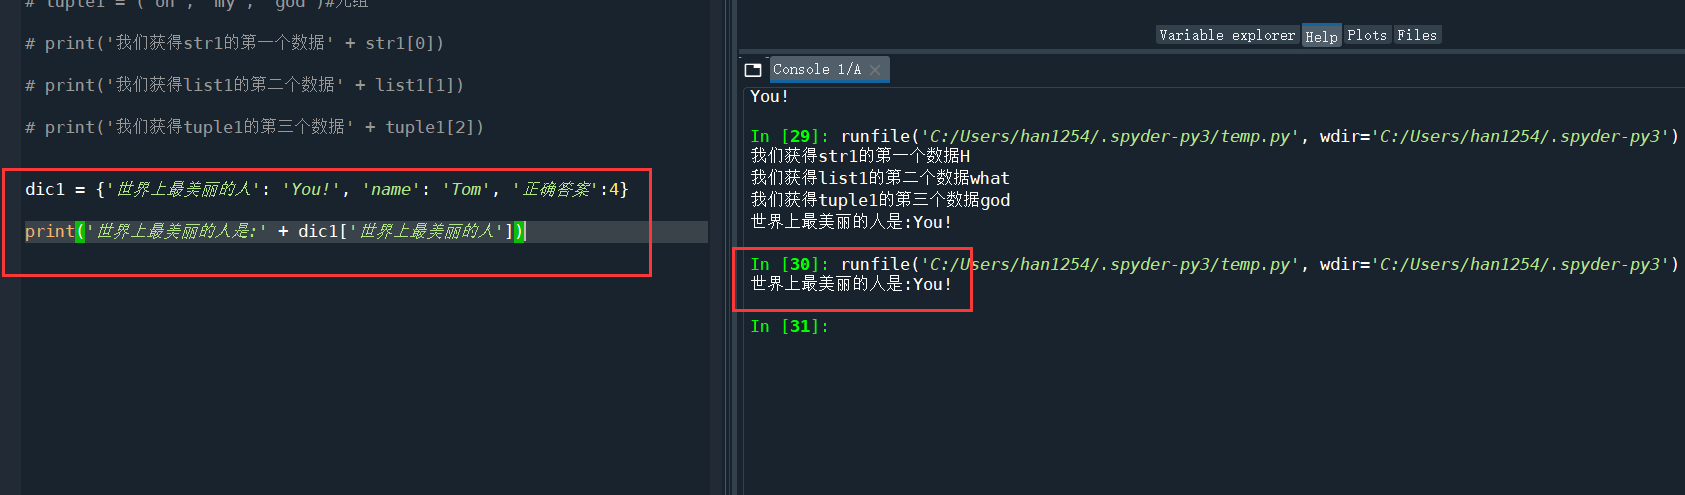 # tuple1 = ('oh', 'my', 'god')#元组
# print('我们获得str1的第一个数据' + str1[0])
# print('我们获得list1的第二个数据' + list1[1])
# print('我们获得tuple1的第三个数据' + tuple1[2])
dic1 = {'世界上最美丽的人': 'You!', 'name': 'Tom', '正确答案':4}
print('世界上最美丽的人是:' + dic1['世界上最美丽的人'])
Variable explorer Help Plots Files
Console 1/A
You!
In [29]: runfile('C:/Users/han1254/.spyder-py3/temp.py', wdir='C:/Users/han1254/.spyder-py3')
我们获得str1的第一个数据H
我们获得list1的第二个数据what
我们获得tuple1的第三个数据god
世界上最美丽的人是:You!
In [30]: runfile('C:/Users/han1254/.spyder-py3/temp.py', wdir='C:/Users/han1254/.spyder-py3')
世界上最美丽的人是:You!
In [31]: